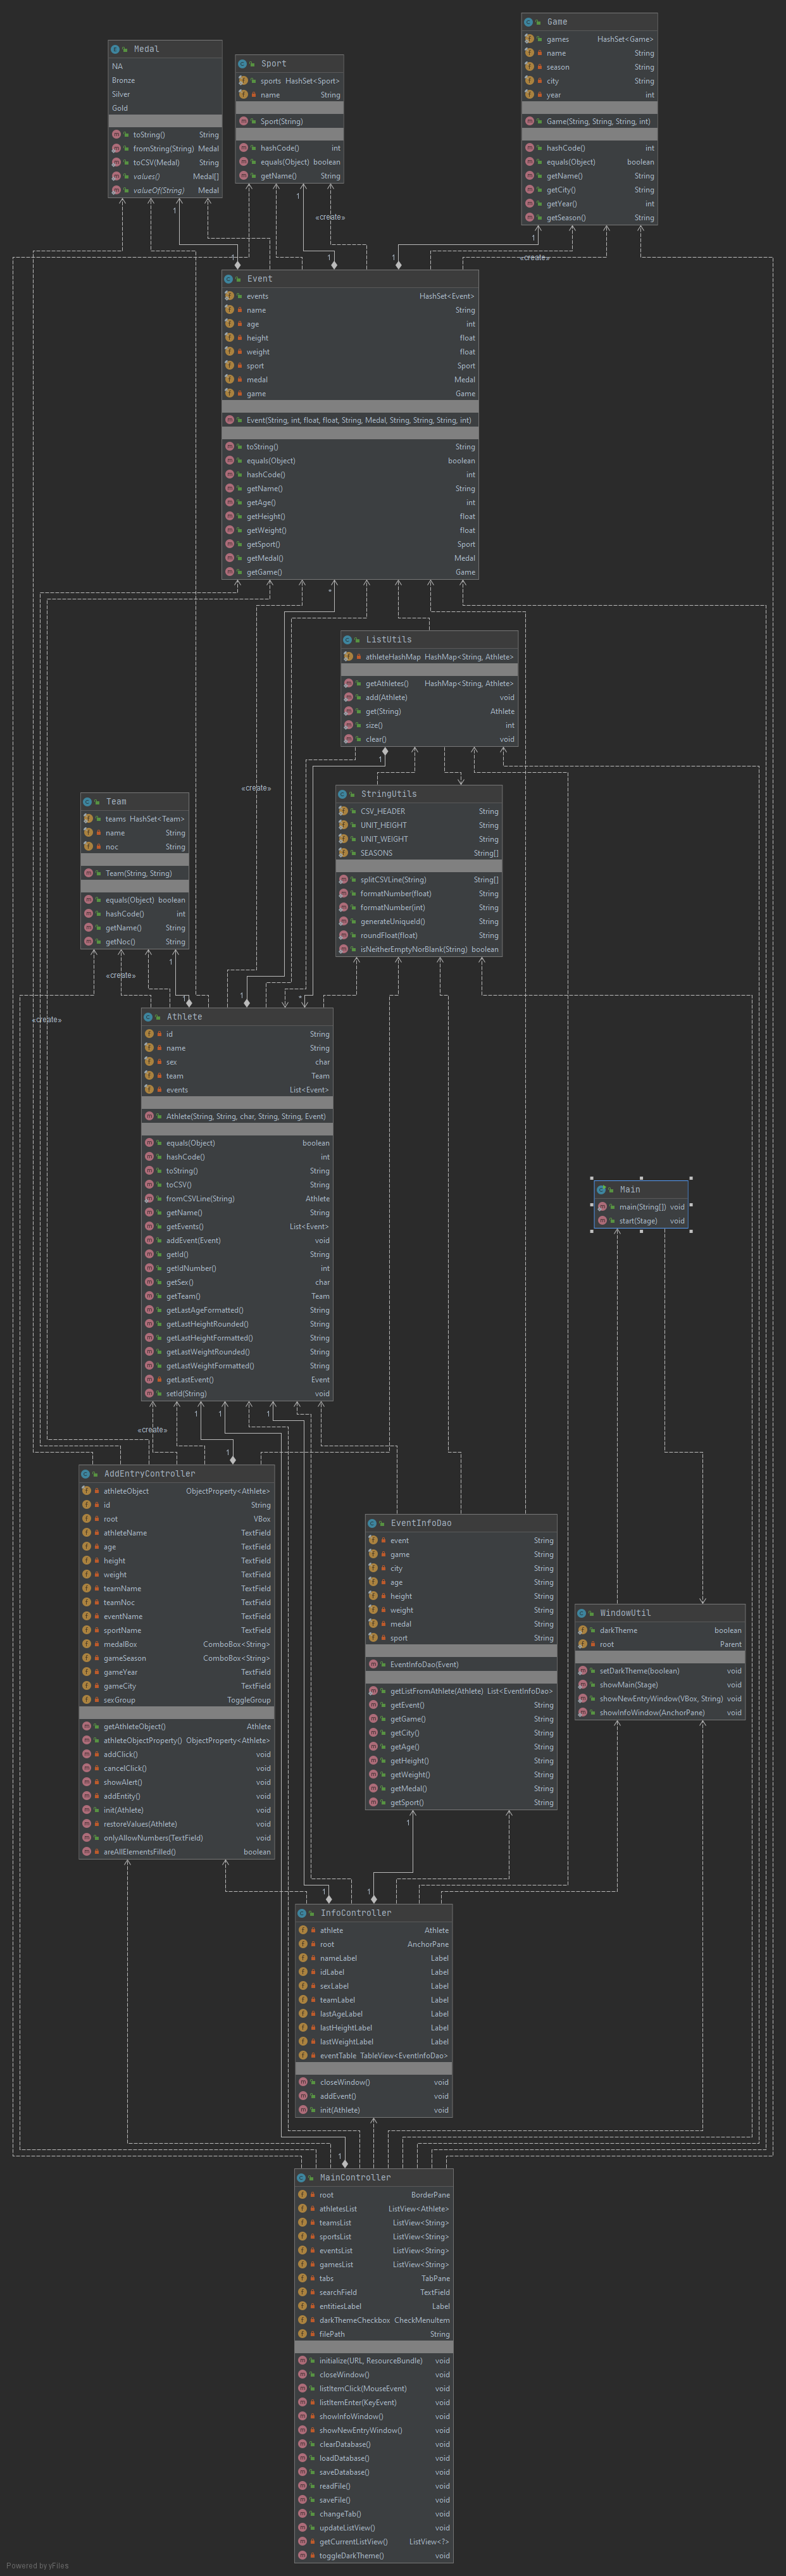 Game
games HashSet<Game>
name String
season String
city String
year int
Game(String, String, String, int)
hashCode() int
equals(Object) boolean
getName() String
getCity() String
getYear() int
getSeason() String
Medal
NA
Bronze
Silver
Gold
toString() String
fromString(String) Medal
toCSV(Medal) String
values() Medal[]
valueOf(String) Medal
Sport
sports HashSet<Sport>
name String
Sport(String)
hashCode() int
equals(Object) boolean
getName() String
1
1
«create»
1
«create»
1
1
1
Event
events HashSet<Event>
name String
age int
height float
weight float
sport Sport
medal Medal
game Game
Event(String, int, float, float, String, Medal, String, String, String, int)
toString() String
equals(Object) boolean
hashCode() int
getName() String
getAge() int
getHeight() float
getWeight() float
getSport() Sport
getMedal() Medal
getGame() Game
*
ListUtils
athleteHashMap HashMap<String, Athlete>
getAthletes() HashMap<String, Athlete>
add(Athlete) void
get(String) Athlete
size() int
clear() void
1
«create»
StringUtils
CSV_HEADER String
UNIT_HEIGHT String
UNIT_WEIGHT String
SEASONS String[]
splitCSVLine(String) String[]
formatNumber(float) String
formatNumber(int) String
generateUniqueId() String
roundFloat(float) String
isNeitherEmptyNorBlank(String) boolean
Team
teams HashSet<Team>
name String
noc String
Team(String, String)
equals(Object) boolean
hashCode() int
getName() String
getNoc() String
1
«create»
1
1
*
«create»
Athlete
id String
name String
sex char
team Team
events List<Event>
Athlete(String, String, char, String, String, Event)
equals(Object) boolean
hashCode() int
toString() String
toCSV() String
fromCSVLine(String) Athlete
getName() String
getEvents() List<Event>
addEvent(Event) void
getId() String
getIdNumber() int
getSex() char
getTeam() Team
getLastAgeFormatted() String
getLastHeightRounded() String
getLastHeightFormatted() String
getLastWeightRounded() String
getLastWeightFormatted() String
getLastEvent() Event
setId(String) void
Main
main(String[]) void
start(Stage) void
1
1
1
«create»
1
AddEntryController
athleteObject ObjectProperty<Athlete>
id String
root VBox
athleteName TextField
age TextField
height TextField
weight TextField
teamName TextField
teamNoc TextField
eventName TextField
sportName TextField
medalBox ComboBox<String>
gameSeason ComboBox<String>
gameYear TextField
gameCity TextField
sexGroup ToggleGroup
getAthleteObject() Athlete
athleteObjectProperty() ObjectProperty<Athlete>
addClick() void
cancelClick() void
showAlert() void
addEntity() void
init(Athlete) void
restoreValues(Athlete) void
onlyAllowNumbers(TextField) void
areAllElementsFilled() boolean
EventInfoDao
event String
game String
city String
age String
height String
weight String
medal String
sport String
EventInfoDao(Event)
getListFromAthlete(Athlete) List<EventInfoDao>
getEvent() String
getGame() String
getCity() String
getAge() String
getHeight() String
getWeight() String
getMedal() String
getSport() String
WindowUtil
darkTheme boolean
root Parent
setDarkTheme(boolean) void
showMain(Stage) void
showNewEntryWindow(VBox, String) void
showInfoWindow(AnchorPane) void
1
1
1
InfoController
athlete Athlete
root AnchorPane
nameLabel Label
idLabel Label
sexLabel Label
teamLabel Label
lastAgeLabel Label
lastHeightLabel Label
lastWeightLabel Label
eventTable TableView<EventInfoDao>
closeWindow() void
addEvent() void
init(Athlete) void
1
MainController
root BorderPane
athletesList ListView<Athlete>
teamsList ListView<String>
sportsList ListView<String>
eventsList ListView<String>
gamesList ListView<String>
tabs TabPane
searchField TextField
entitiesLabel Label
darkThemeCheckbox CheckMenuItem
filePath String
initialize(URL, ResourceBundle) void
closeWindow() void
listItemClick(MouseEvent) void
listItemEnter(KeyEvent) void
showInfoWindow() void
showNewEntryWindow() void
clearDatabase() void
loadDatabase() void
saveDatabase() void
readFile() void
saveFile() void
changeTab() void
updateListView() void
getCurrentListView() ListView<?>
toggleDarkTheme() void
Powered by yFiles